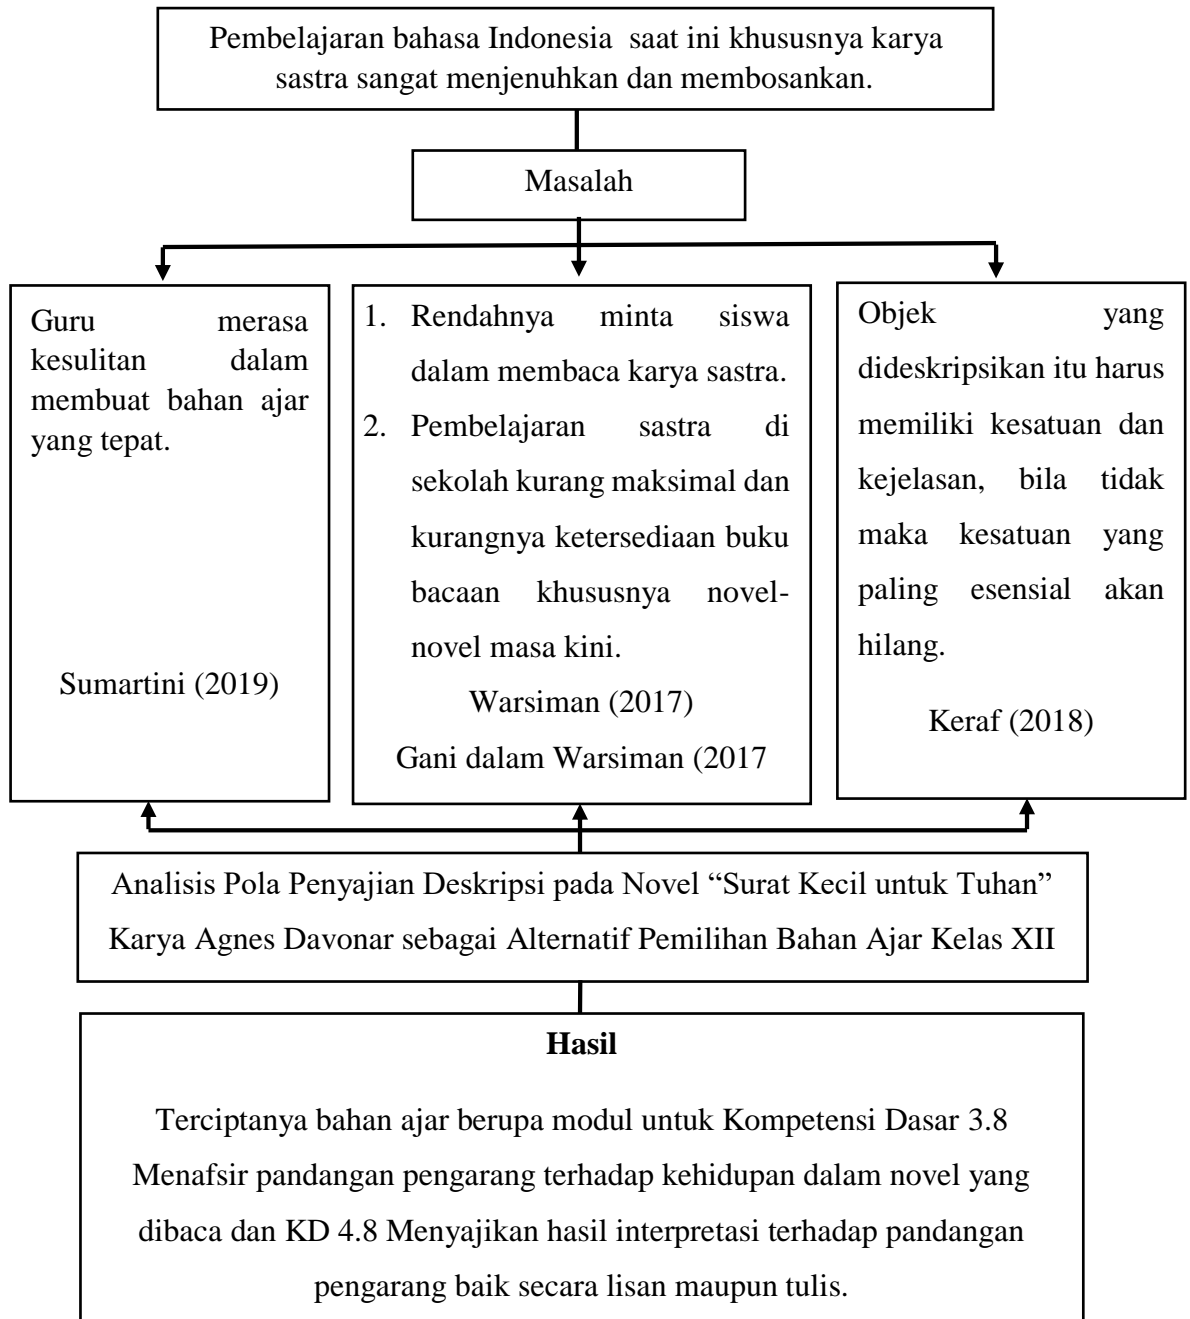 Pembelajaran bahasa Indonesia saat ini khususnya karya
sastra sangat menjenuhkan dan membosankan.
Masalah
Guru merasa
kesulitan dalam
membuat bahan ajar
yang tepat.
Sumartini (2019)
1. Rendahnya minta siswa
dalam membaca karya sastra.
2. Pembelajaran sastra di
sekolah kurang maksimal dan
kurangnya ketersediaan buku
bacaan khususnya novel-
novel masa kini.
Warsiman (2017)
Gani dalam Warsiman (2017
Objek yang
dideskripsikan itu harus
memiliki kesatuan dan
kejelasan, bila tidak
maka kesatuan yang
paling esensial akan
hilang.
Keraf (2018)
Analisis Pola Penyajian Deskripsi pada Novel “Surat Kecil untuk Tuhan”
Karya Agnes Davonar sebagai Alternatif Pemilihan Bahan Ajar Kelas XII
Hasil
Terciptanya bahan ajar berupa modul untuk Kompetensi Dasar 3.8
Menafsir pandangan pengarang terhadap kehidupan dalam novel yang
dibaca dan KD 4.8 Menyajikan hasil interpretasi terhadap pandangan
pengarang baik secara lisan maupun tulis.